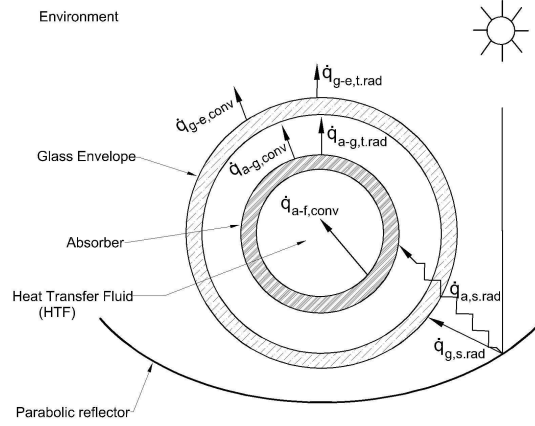 Environment
q̇g-e,t.rad
q̇g-e,conv
Glass Envelope
q̇a-g,conv
q̇a-g,t.rad
q̇a-f,conv
Absorber
Heat Transfer Fluid
(HTF)
q̇a,s.rad
q̇g,s.rad
Parabolic reflector